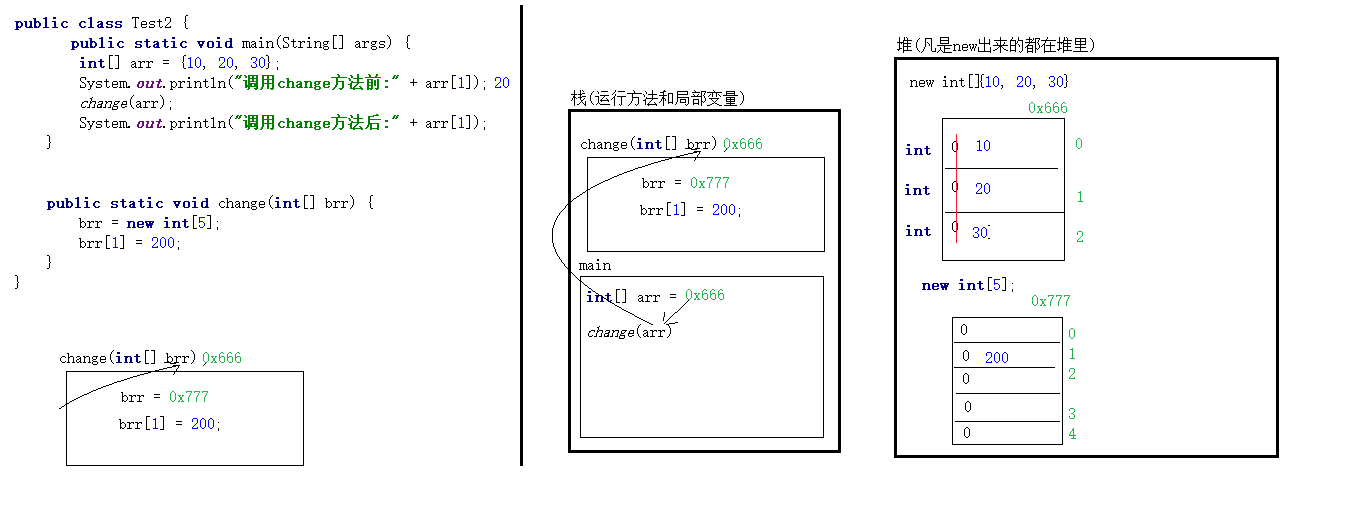 public class Test2 {
public static void main(String[] args) {
int[] arr = {10, 20, 30};
System.out.println("调用change方法前:" + arr[1]); 20
change(arr);
System.out.println("调用change方法后:" + arr[1]);
}
public static void change(int[] brr) {
brr = new int[5];
brr[1] = 200;
}
}
change(int[] brr) 0x666
brr = 0x777
brr[1] = 200;
栈(运行方法和局部变量)
change(int[] brr) 0x666
brr = 0x777
brr[1] = 200;
main
int[] arr = 0x666
change(arr)
堆(凡是new出来的都在堆里)
new int[]{10, 20, 30}
0x666
int 0 10 0
int 0 20 1
int 0 30 2
new int[5];
0x777
0 0
0 200 1
0 2
0 3
0 4